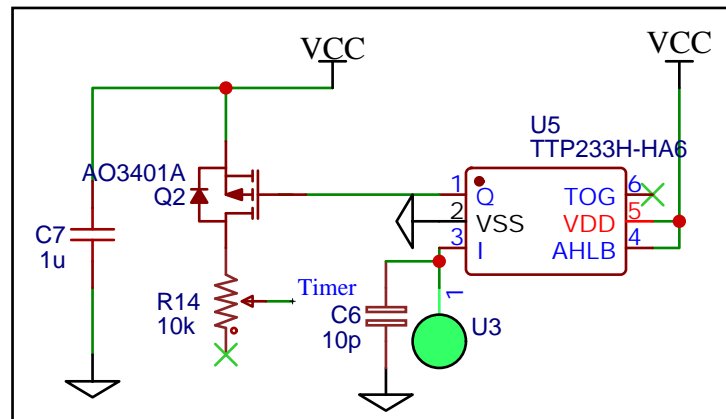 VCC
VCC
U5
TTP233H-HA6
AO3401A
Q2
1
Q
TOG
6
2
VSS
VDD
5
3
I
AHLB
4
C7
1u
R14
10k
Timer
C6
10p
1
U3